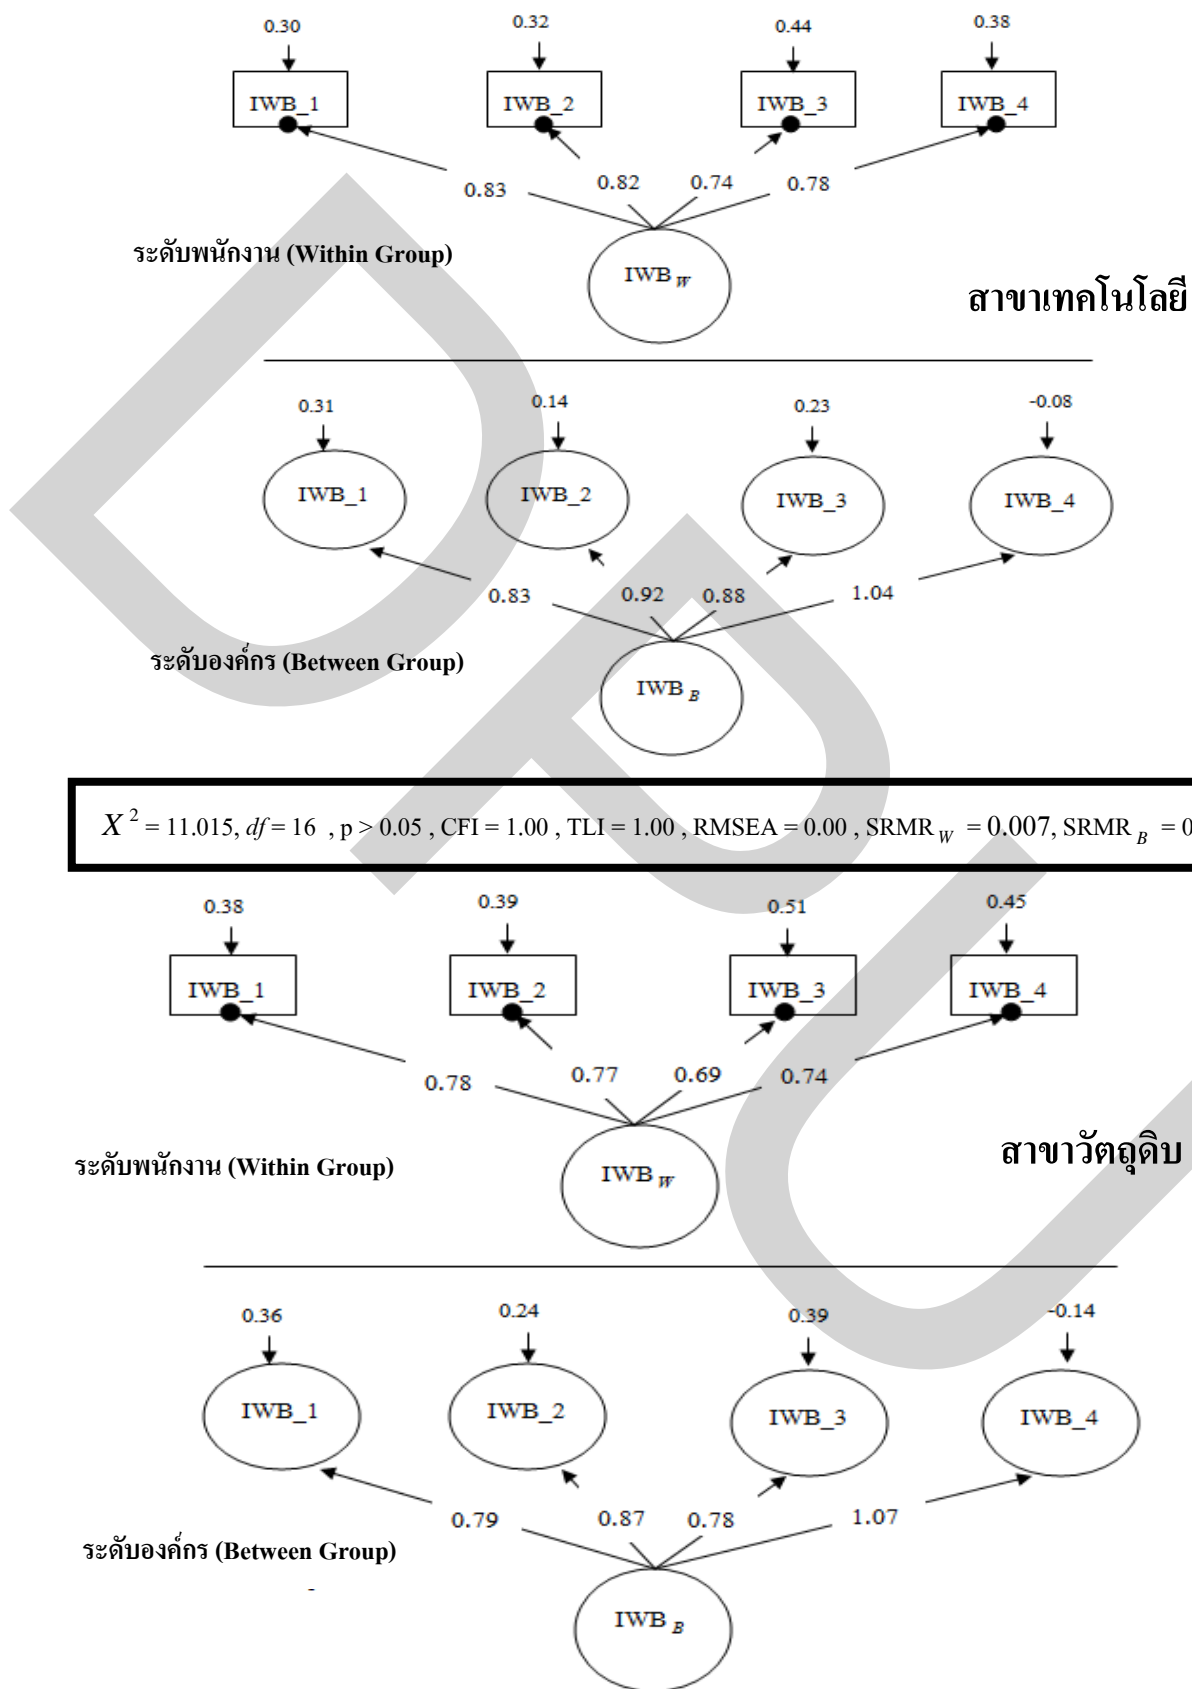 0.30 0.32 0.44 0.38
IWB_1 IWB_2 IWB_3 IWB_4
0.83 0.82 0.74 0.78
ระดับพนักงาน (Within Group)
IWB W
สาขาเทคโนโลยี
0.31 0.14 0.23 -0.08
IWB_1 IWB_2 IWB_3 IWB_4
0.83 0.92 0.88 1.04
ระดับองค์กร (Between Group)
IWB B
X 2 = 11.015, df = 16 , p > 0.05 , CFI = 1.00 , TLI = 1.00 , RMSEA = 0.00 , SRMR W = 0.007, SRMR B = 0
0.38 0.39 0.51 0.45
IWB_1 IWB_2 IWB_3 IWB_4
0.78 0.77 0.69 0.74
ระดับพนักงาน (Within Group)
IWB W
สาขาวัตถุดิบ
0.36 0.24 0.39 -0.14
IWB_1 IWB_2 IWB_3 IWB_4
0.79 0.87 0.78 1.07
ระดับองค์กร (Between Group)
IWB B
DPU